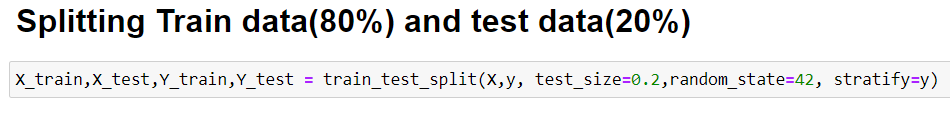 Splitting Train data(80%) and test data(20%)
X_train,X_test,Y_train,Y_test = train_test_split(X,y, test_size=0.2,random_state=42, stratify=y)